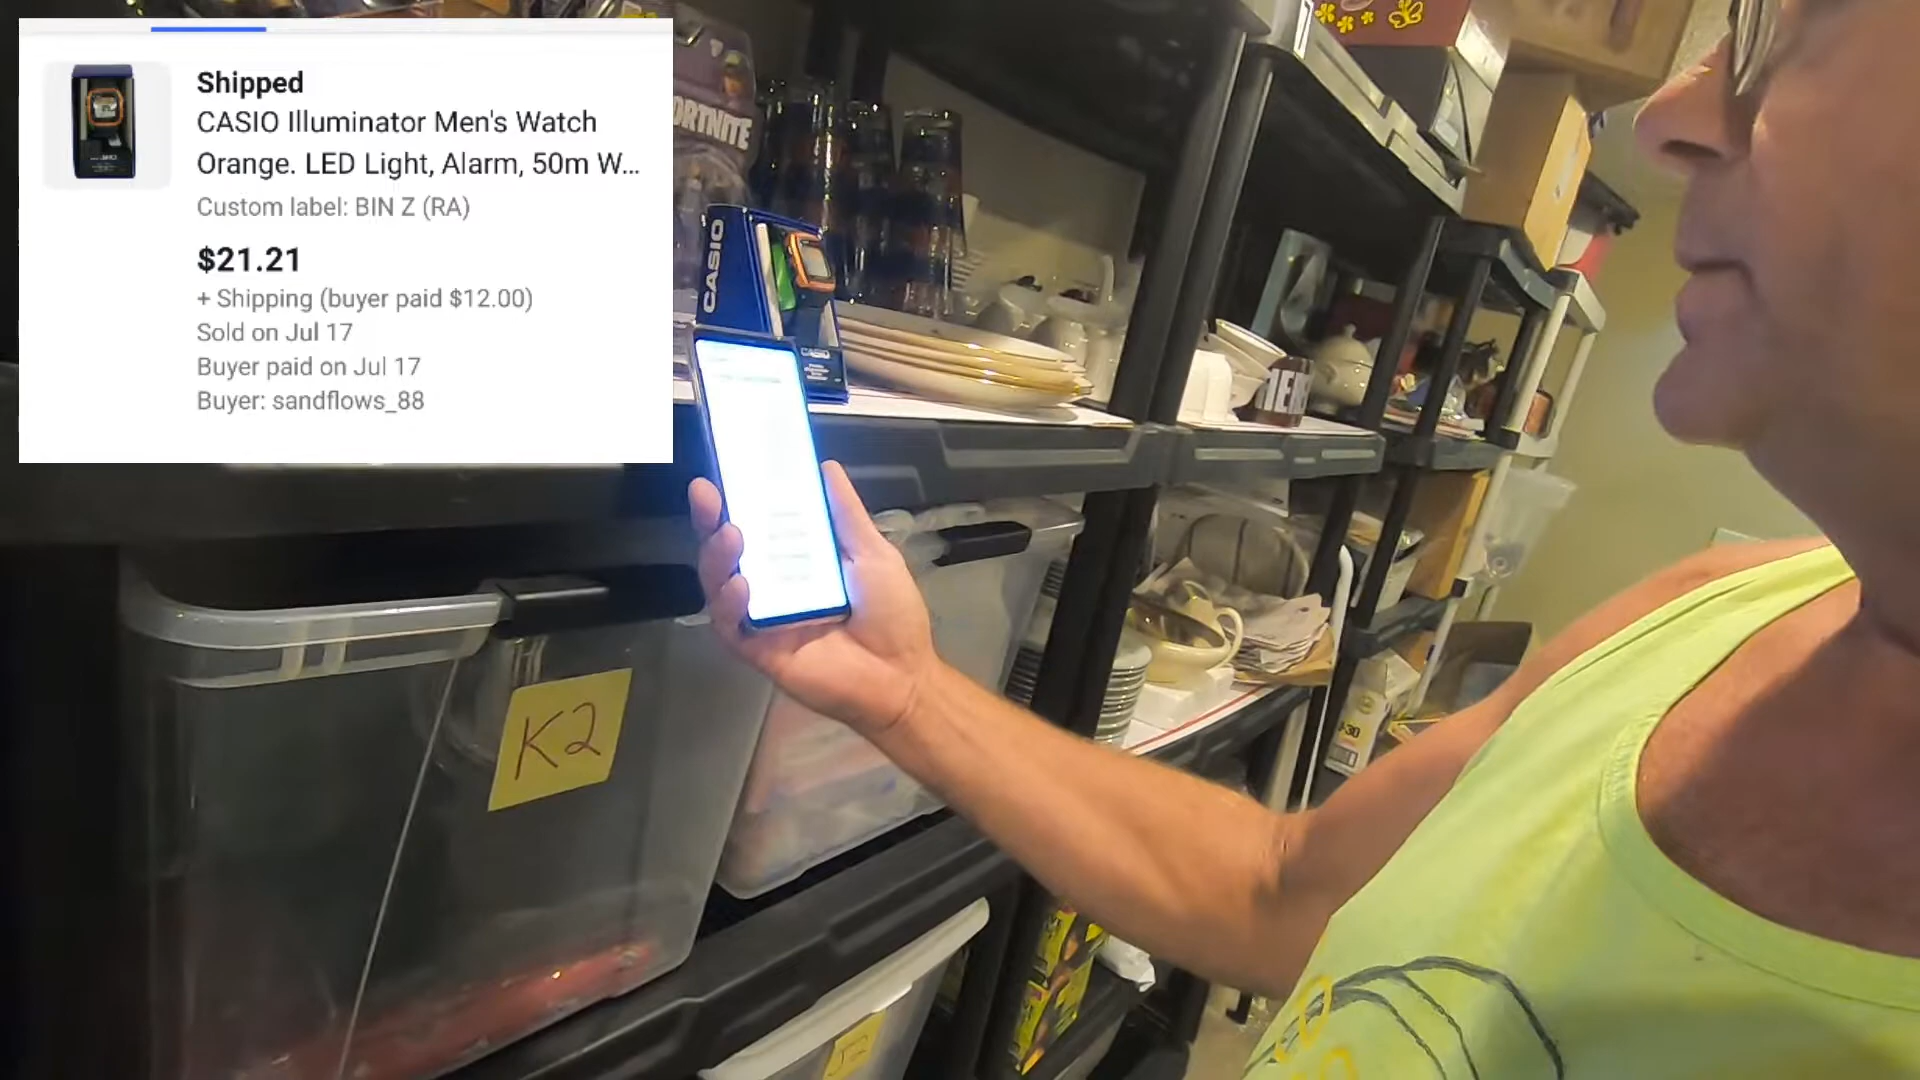 Shipped
CASIO Illuminator Men's Watch
Orange. LED Light, Alarm, 50m W...
Custom label: BIN Z (RA)
$21.21
+ Shipping (buyer paid $12.00)
Sold on Jul 17
Buyer paid on Jul 17
Buyer: sandflows_88
FORTNITE
CASIO
CASIO
K2